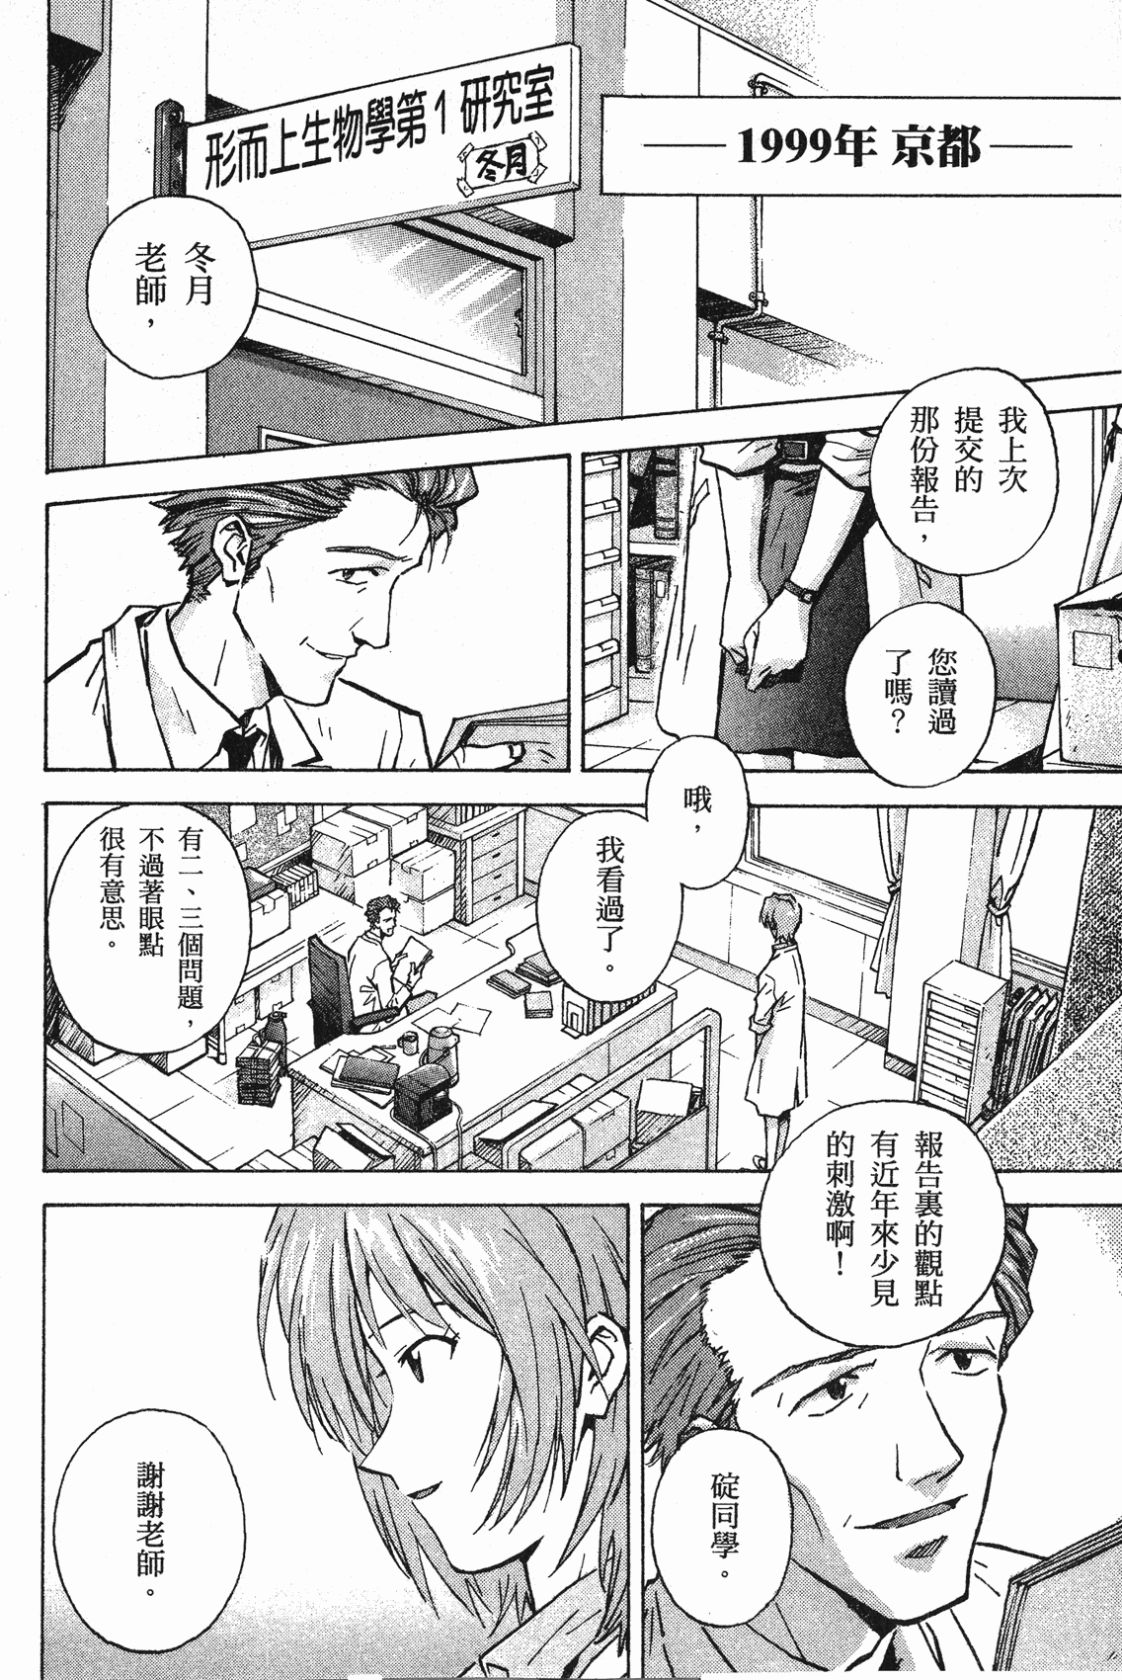 1999年 京都
形而上生物學第1研究室
冬月
冬月
老師，
我上次
提交的
那份報告，
您讀過
了嗎？
哦，
我看過了。
有二、三個問題，
不過著眼點
很有意思。
報告裏的觀點
有近年來少見
的刺激啊！
碇同學。
謝謝老師。